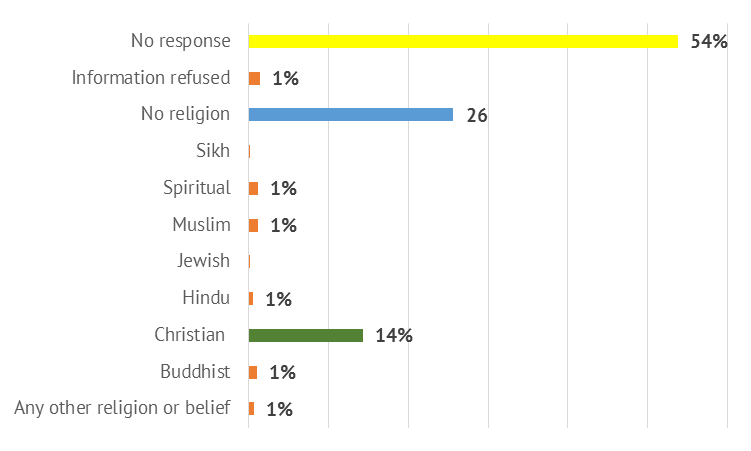 No response 54%
Information refused 1%
No religion 26
Sikh
Spiritual 1%
Muslim 1%
Jewish
Hindu 1%
Christian 14%
Buddhist 1%
Any other religion or belief 1%